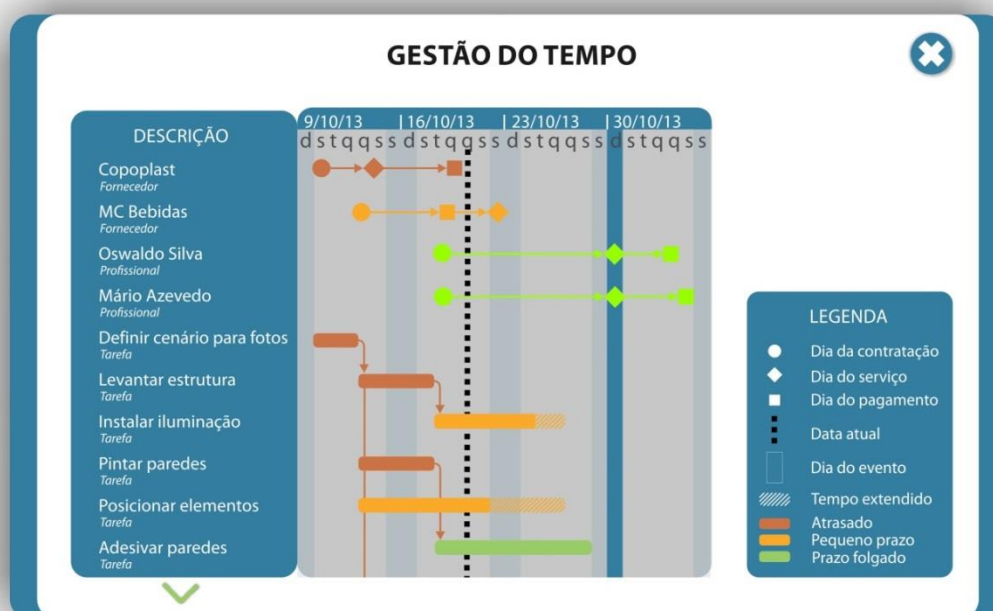 GESTÃO DO TEMPO
DESCRIÇÃO
9/10/13 |16/10/13 |23/10/13 |30/10/13
d s t q q s s d s t q q s s d s t q q s s d s t q q s s
Copoplast
Fornecedor
MC Bebidas
Fornecedor
Oswaldo Silva
Profissional
Mário Azevedo
Profissional
Definir cenário para fotos
Tarefa
Levantar estrutura
Tarefa
Instalar iluminação
Tarefa
Pintar paredes
Tarefa
Posicionar elementos
Tarefa
Adesivar paredes
Tarefa
LEGENDA
Dia da contratação
Dia do serviço
Dia do pagamento
Data atual
Dia do evento
Tempo extendido
Atrasado
Pequeno prazo
Prazo folgado